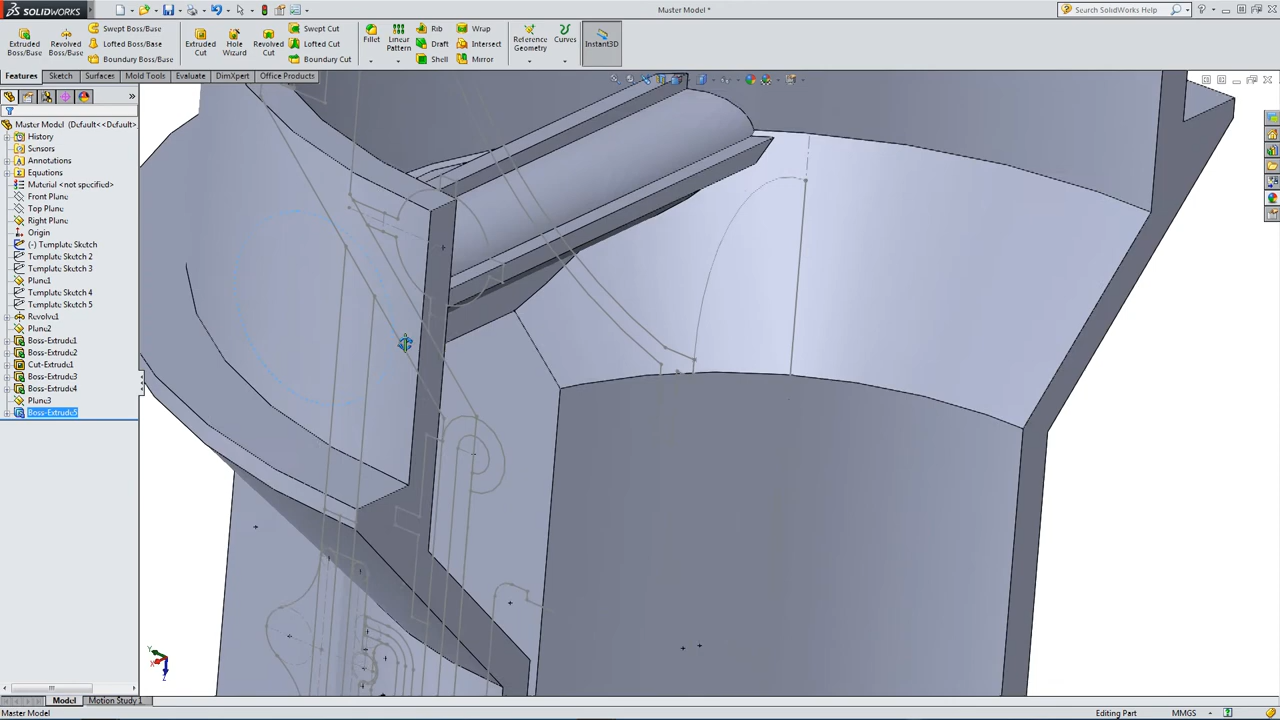 SOLIDWORKS
Master Model *
Search SolidWorks Help
Extruded Boss/Base
Revolved Boss/Base
Swept Boss/Base
Lofted Boss/Base
Boundary Boss/Base
Extruded Cut
Hole Wizard
Revolved Cut
Swept Cut
Lofted Cut
Boundary Cut
Fillet
Linear Pattern
Rib
Draft
Shell
Wrap
Intersect
Mirror
Reference Geometry
Curves
Instant3D
Features
Sketch
Surfaces
Mold Tools
Evaluate
DimXpert
Office Products
Master Model (Default<<Default>
History
Sensors
Annotations
Equations
Material <not specified>
Front Plane
Top Plane
Right Plane
Origin
(-) Template Sketch
Template Sketch 2
Template Sketch 3
Plane1
Template Sketch 4
Template Sketch 5
Revolve1
Plane2
Boss-Extrude1
Boss-Extrude2
Cut-Extrude1
Boss-Extrude3
Boss-Extrude4
Plane3
Boss-Extrude5
Y
X
Z
Model
Motion Study 1
Master Model
Editing Part
MMGS